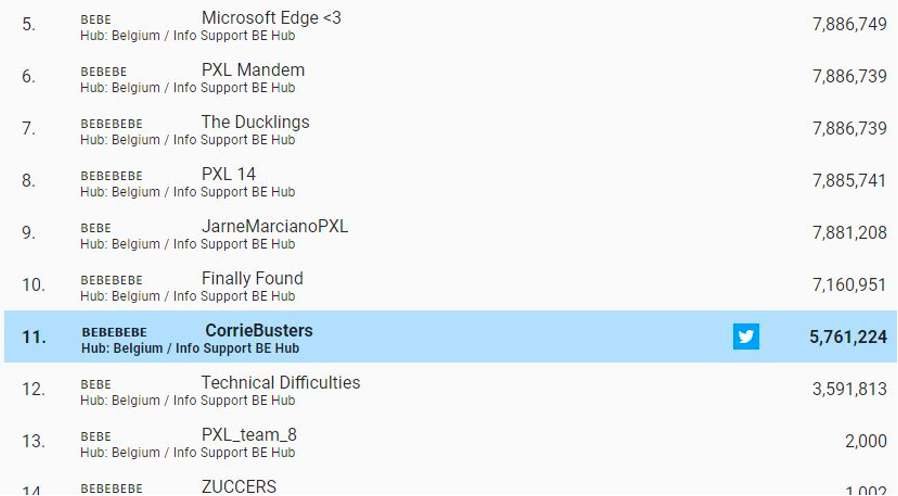 5. BEBE Microsoft Edge <3 7,886,749
Hub: Belgium / Info Support BE Hub
6. BEBEBE PXL Mandem 7,886,739
Hub: Belgium / Info Support BE Hub
7. BEBEBEBE The Ducklings 7,886,739
Hub: Belgium / Info Support BE Hub
8. BEBEBEBE PXL 14 7,885,741
Hub: Belgium / Info Support BE Hub
9. BEBE JarneMarcianoPXL 7,881,208
Hub: Belgium / Info Support BE Hub
10. BEBEBEBE Finally Found 7,160,951
Hub: Belgium / Info Support BE Hub
11. BEBEBEBE CorrieBusters 5,761,224
Hub: Belgium / Info Support BE Hub
12. BEBE Technical Difficulties 3,591,813
Hub: Belgium / Info Support BE Hub
13. BEBE PXL_team_8 2,000
Hub: Belgium / Info Support BE Hub
14. BEBEBEBE ZUCCERS 1,002